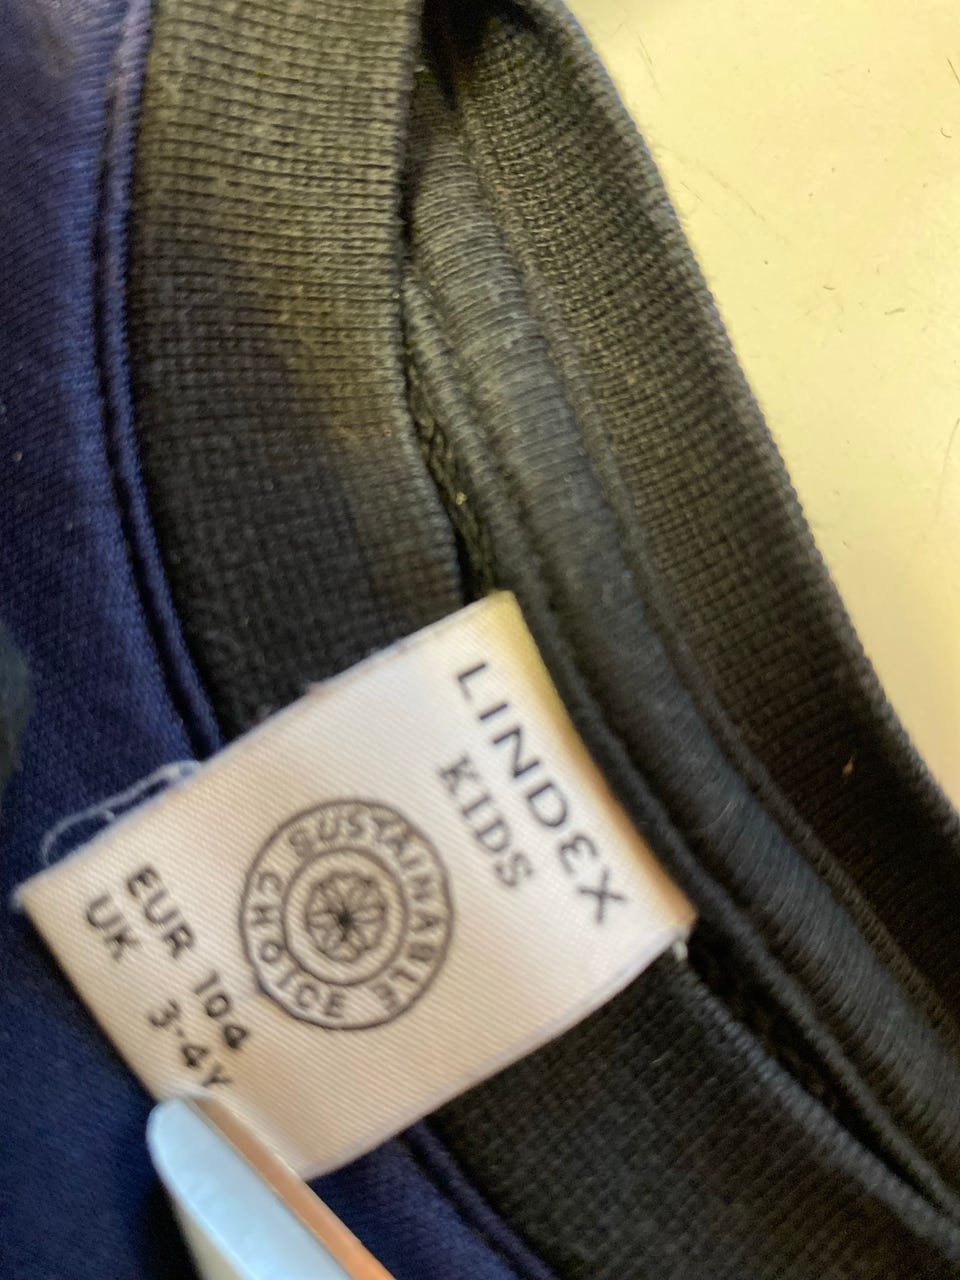 LINDEX
KIDS
SUSTAINABLE CHOICE
EUR 104
UK 3-4Y